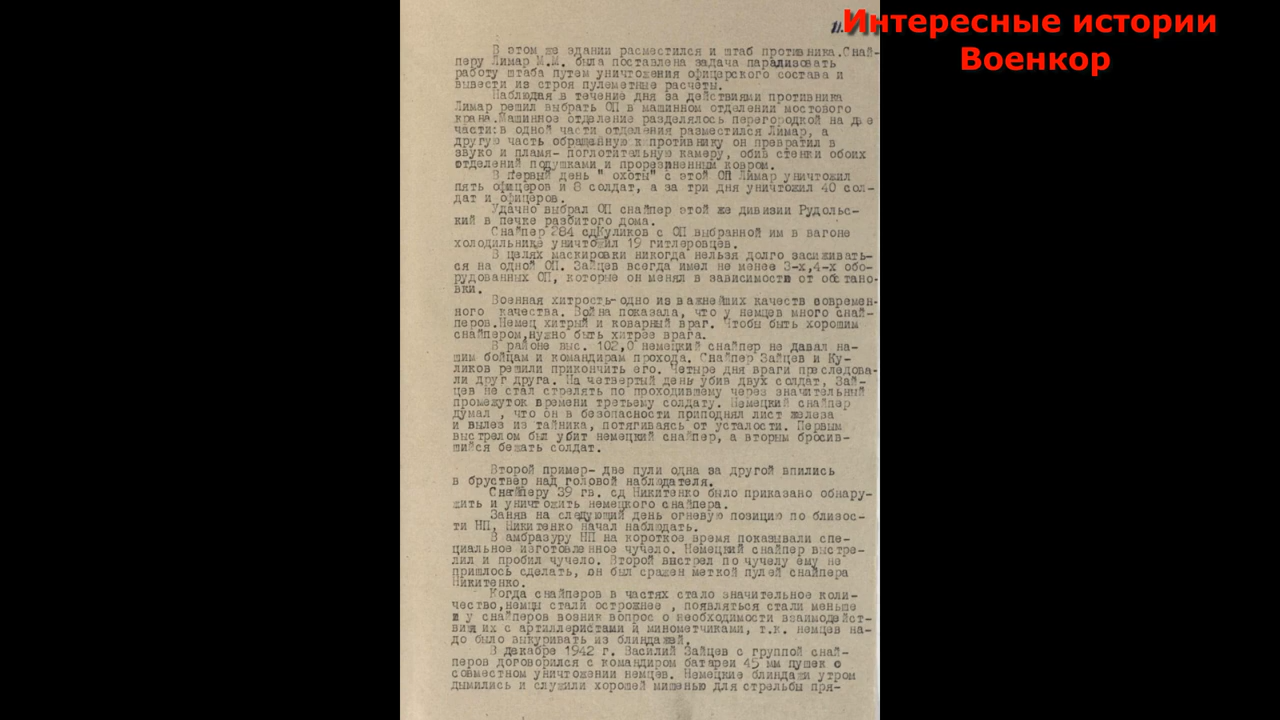 Интересные истории
Военкор
11.
В этом же здании расместился и штаб противника.Снай-
перу Лимар М.М. была поставлена задача парализовать
работу штаба путем уничтожения офицерского состава и
вывести из строя пулеметные расчеты.
Наблюдая в течение дня за действиями противника
Лимар решил выбрать ОП в машинном отделении мостового
крана.Машинное отделение разделялось перегородкой на две
части:в одной части отделения разместился Лимар, а
другую часть обращенную к противнику он превратил в
звуко и пламя- поглотительную камеру, обив стенки обоих
отделений подушками и прорезиненным ковром.
В первый день " охоты" с этой ОП Лимар уничтожил
пять офицеров и 8 солдат, а за три дня уничтожил 40 сол-
дат и офицеров.
Удачно выбрал ОП снайпер этой же дивизии Рудольс-
кий в печке разбитого дома.
Снайпер 284 сдКуликов с ОП выбранной им в вагоне
холодильнике уничтожил 19 гитлеровцев.
В целях маскировки никогда нельзя долго засиживать-
ся на одной ОП. Зайцев всегда имел не менее 3-х,4-х обо-
рудованных ОП, которые он менял в зависимости от обстано-
вки.
Военная хитрость-одно из важнейших качеств современ-
ного  качества. Война показала, что у немцев много снай-
перов.Немец хитрый и коварный враг. Чтобы быть хорошим
снайпером,нужно быть хитрее врага.
В районе выс. 102,0 немецкий снайпер не давал на-
шим бойцам и командирам прохода. Снайпер Зайцев и Ку-
ликов решили прикончить его. Четыре дня враги преследова-
ли друг друга. На четвертый день убив двух солдат, Зай-
цев не стал стрелять по проходившему через значительный
промежуток времени третьему солдату. Немецкий снайпер
думал , что он в безопасности приподнял лист железа
и вылез из тайника, потягиваясь от усталости. Первым
выстрелом был убит немецкий снайпер, а вторым бросив-
шийся бежать солдат.
Второй пример- две пули одна за другой впились
в бруствер над головой наблюдателя.
Снайперу 39 гв. сд Никитенко было приказано обнару-
жить и уничтожить немецкого снайпера.
Заняв на следующий день огневую позицию по близос-
ти НП, Никитенко начал наблюдать.
В амбразуру НП на короткое время показывали спе-
циальное изготовленное чучело. Немецкий снайпер выстре-
лил и пробил чучело. Второй выстрел по чучелу ему не
пришлось сделать, он был сражен меткой пулей снайпера
Никитенко.
Когда снайперов в частях стало значительное коли-
чество,немцы стали острожнее , появляться стали меньше
и у снайперов возник вопрос о необходимости взаимодейст-
вия их с артиллеристами и минометчиками, т.к. немцев на-
до было выкуривать из блиндажей.
В декабре 1942 г. Василий Зайцев с группой снай-
перов договорился с командиром батареи 45 мм пушек о
совместном уничтожении немцев. Немецкие блиндажи утром
дымились и служили хорошей мишенью для стрельбы пря-